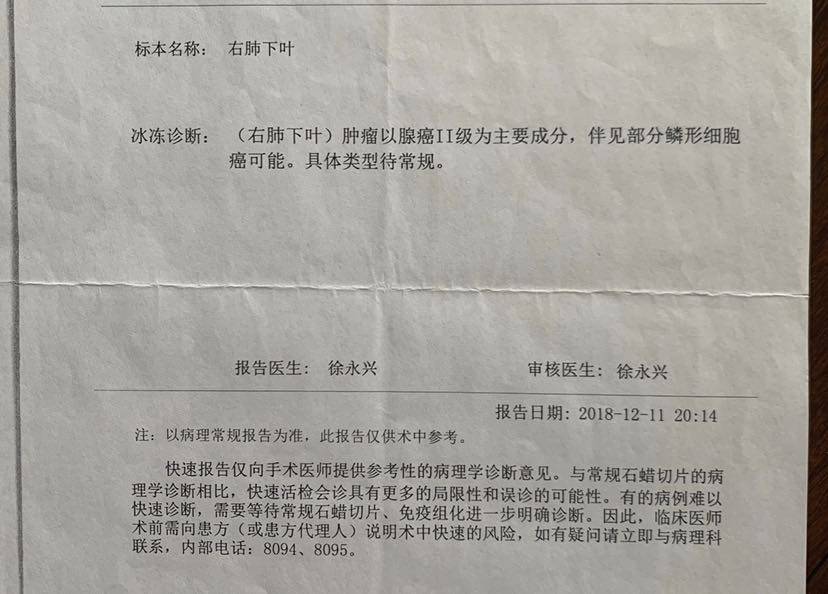 标本名称： 右肺下叶
冰冻诊断： （右肺下叶）肿瘤以腺癌II级为主要成分，伴见部分鳞形细胞
癌可能。具体类型待常规。
报告医生： 徐永兴 审核医生： 徐永兴
报告日期：2018-12-11 20:14
注：以病理常规报告为准，此报告仅供术中参考。
快速报告仅向手术医师提供参考性的病理学诊断意见。与常规石蜡切片的病
理学诊断相比，快速活检会诊具有更多的局限性和误诊的可能性。有的病例难以
快速诊断，需要等待常规石蜡切片、免疫组化进一步明确诊断。因此，临床医师
术前需向患方（或患方代理人）说明术中快速的风险，如有疑问请立即与病理科
联系，内部电话：8094、8095。